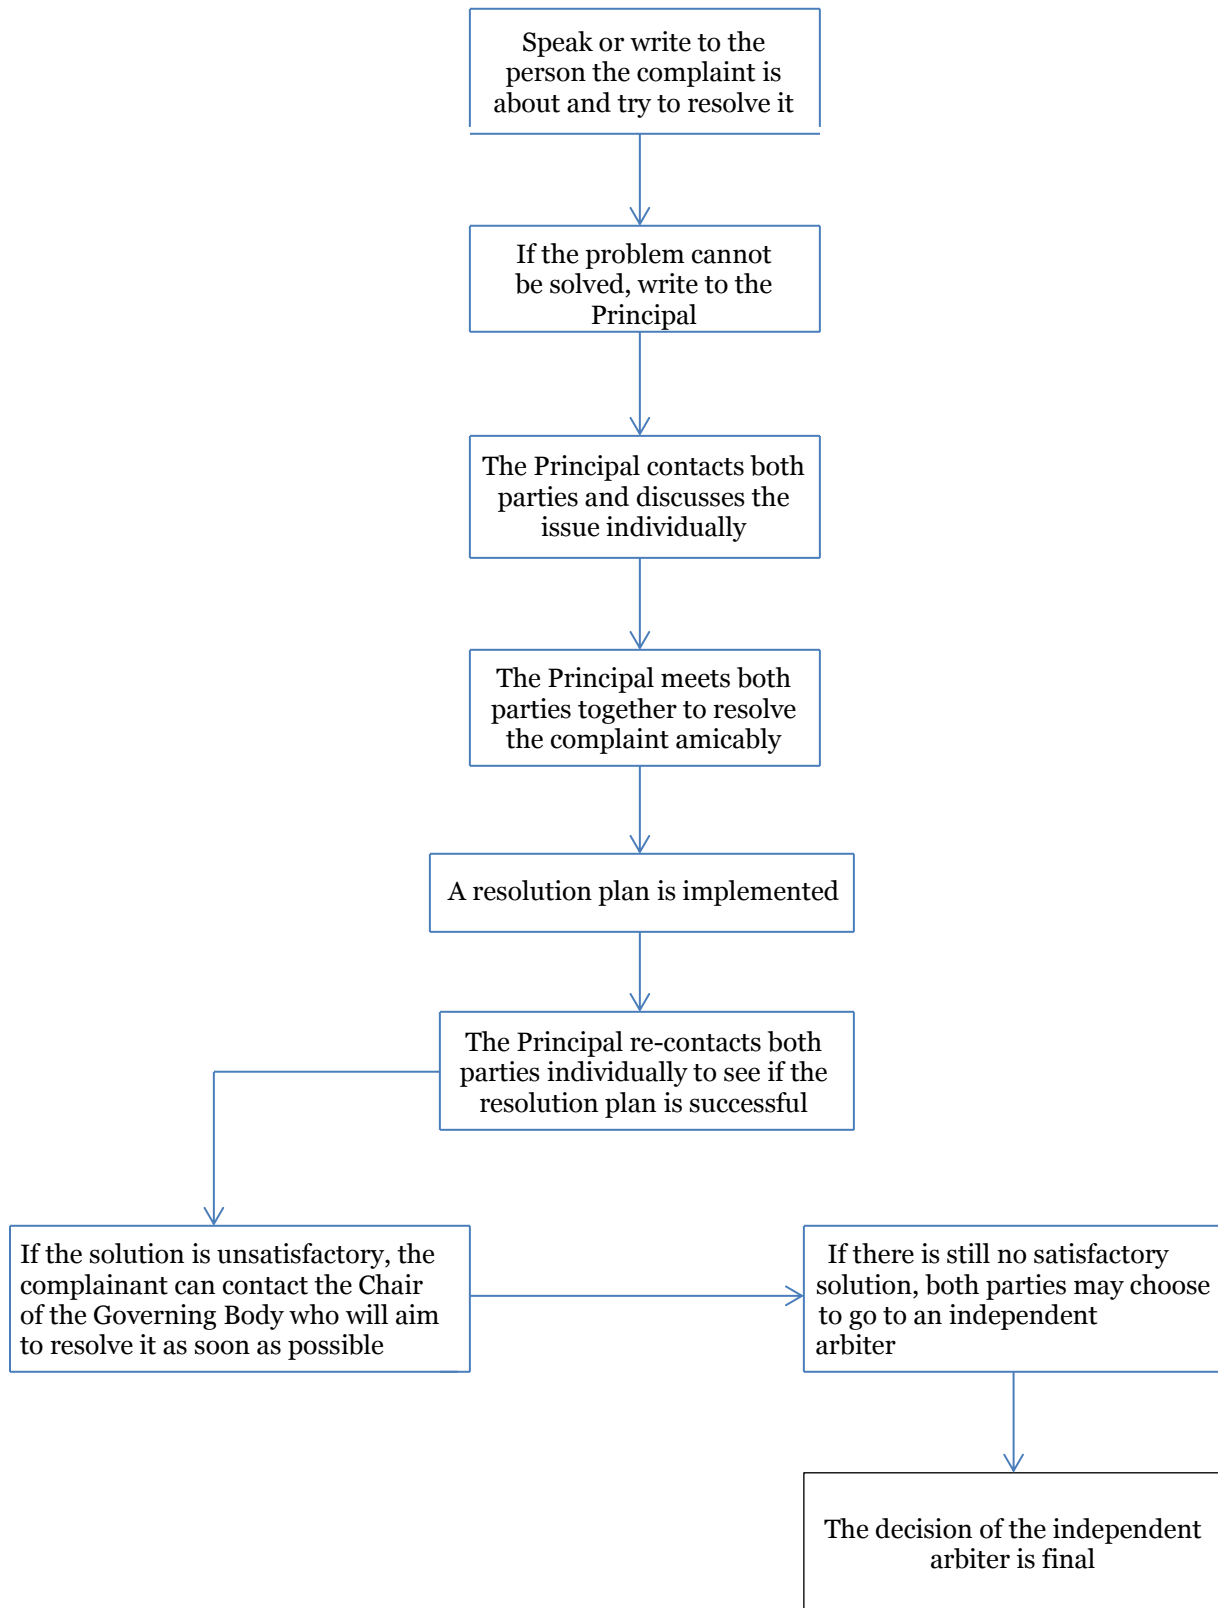 Speak or write to the
person the complaint is
about and try to resolve it
If the problem cannot
be solved, write to the
Principal
The Principal contacts both
parties and discusses the
issue individually
The Principal meets both
parties together to resolve
the complaint amicably
A resolution plan is implemented
The Principal re-contacts both
parties individually to see if the
resolution plan is successful
If the solution is unsatisfactory, the
complainant can contact the Chair
of the Governing Body who will aim
to resolve it as soon as possible
If there is still no satisfactory
solution, both parties may choose
to go to an independent
arbiter
The decision of the independent
arbiter is final